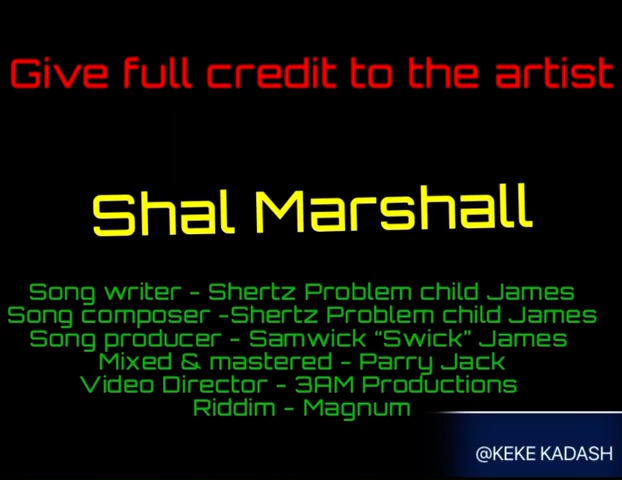 Give full credit to the artist
Shal Marshall
Song writer - Shertz Problem child James
Song composer -Shertz Problem child James
Song producer - Samwick “Swick” James
Mixed & mastered - Parry Jack
Video Director - 3AM Productions
Riddim - Magnum
@KEKE KADASH